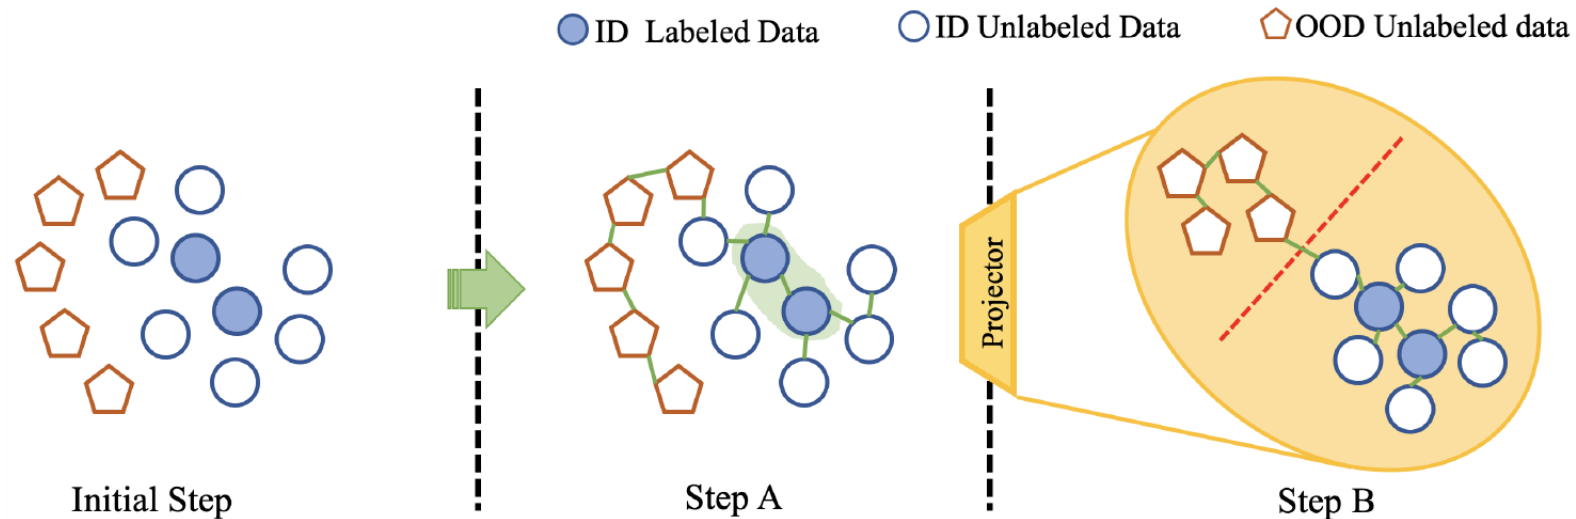 ID Labeled Data
ID Unlabeled Data
OOD Unlabeled data
Projector
Initial Step
Step A
Step B